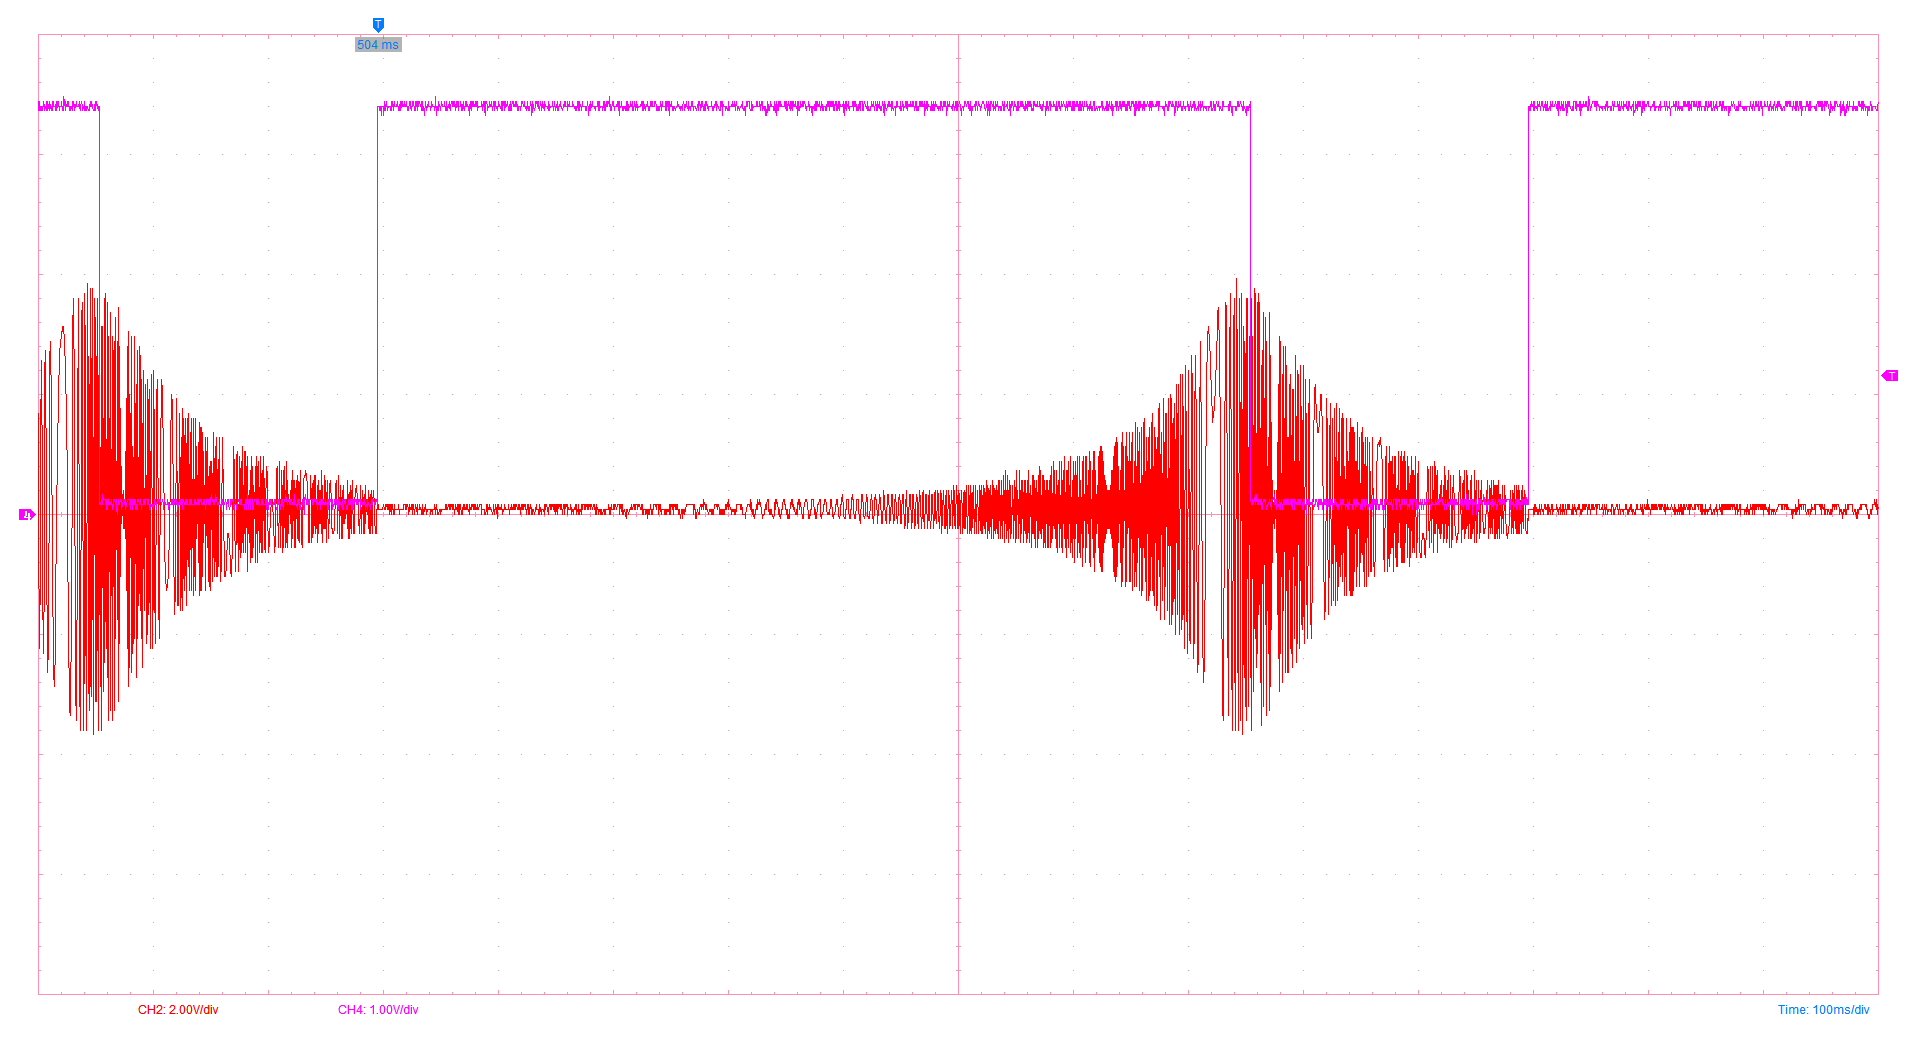 T
504 ms
T
CH2: 2.00V/div
CH4: 1.00V/div
Time: 100ms/div